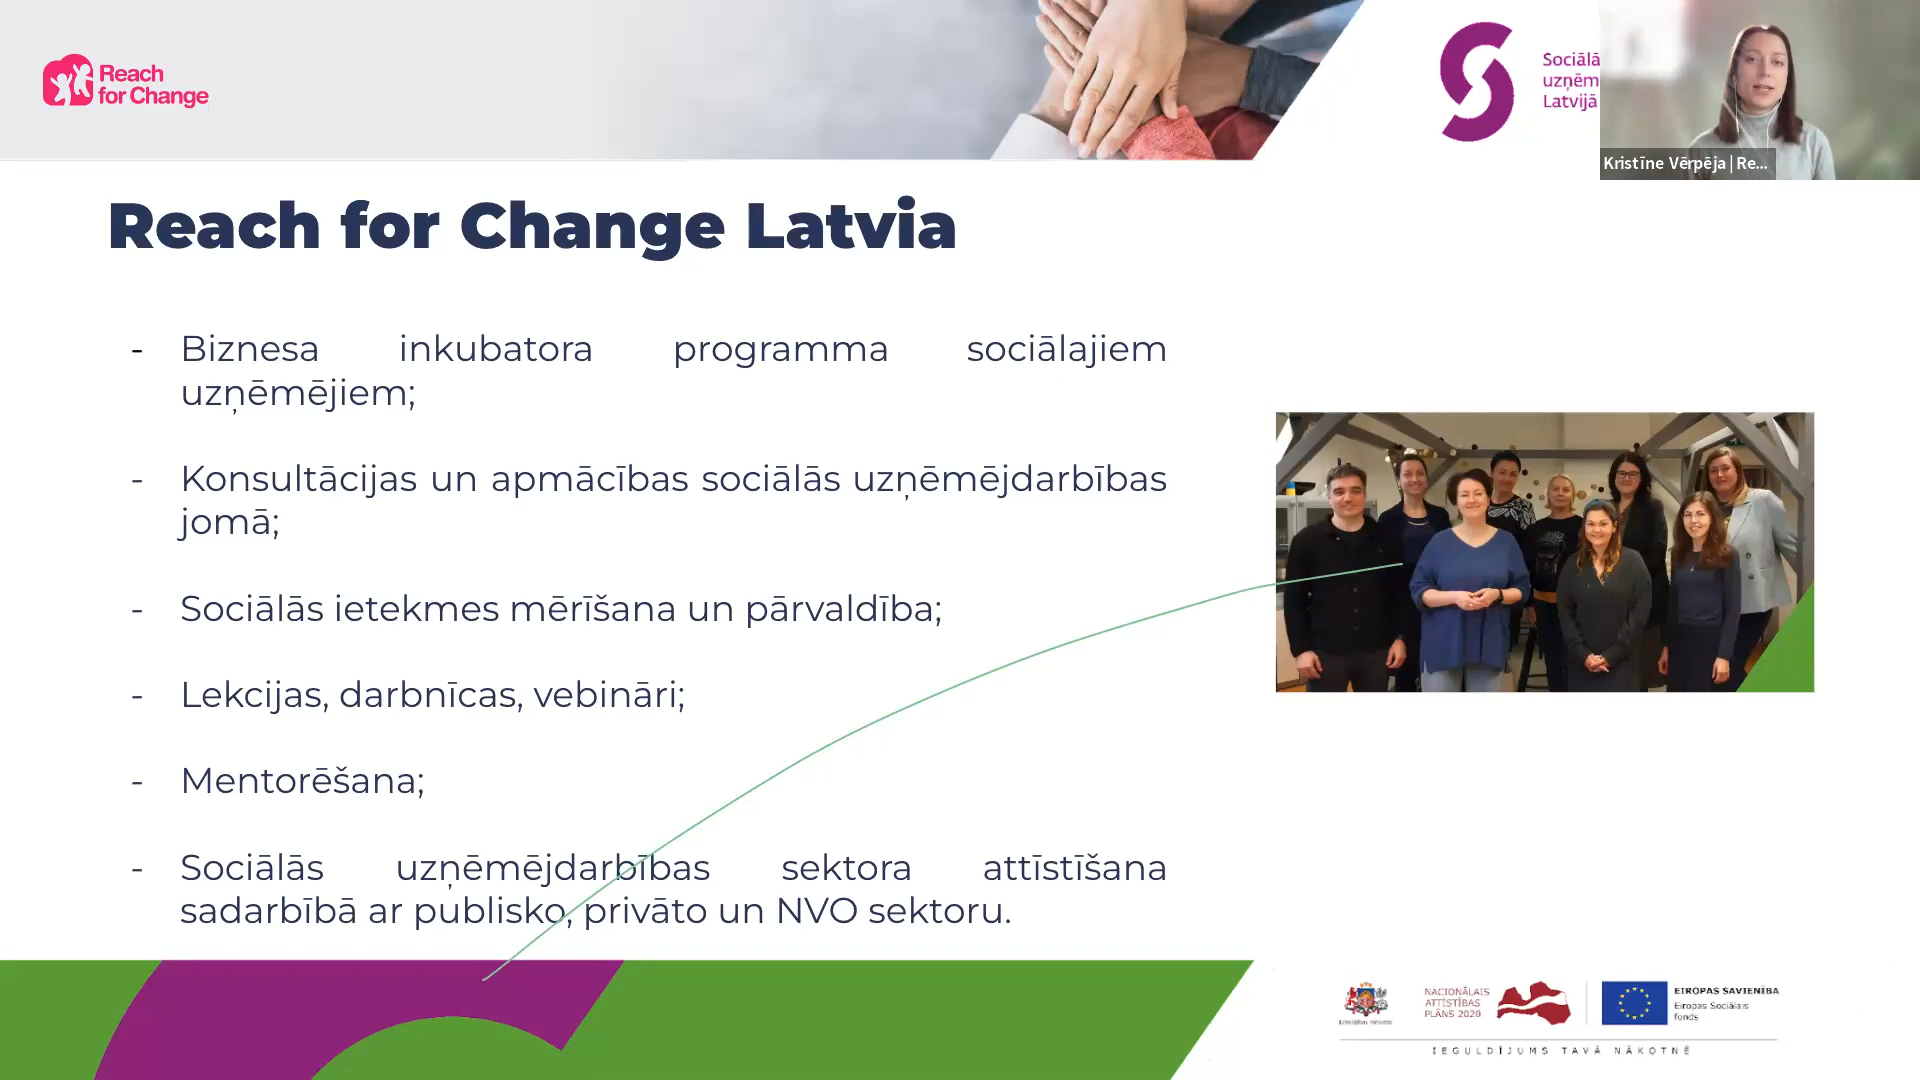 Reach
for Change
Sociālā
uzņēm
Latvijā
Kristīne Vērpēja | Re...
Reach for Change Latvia
- Biznesa inkubatora programma sociālajiem
uzņēmējiem;
- Konsultācijas un apmācības sociālās uzņēmējdarbības
jomā;
- Sociālās ietekmes mērīšana un pārvaldība;
- Lekcijas, darbnīcas, vebināri;
- Mentorēšana;
- Sociālās uzņēmējdarbības sektora attīstīšana
sadarbībā ar publisko, privāto un NVO sektoru.
NACIONĀLAIS
ATTĪSTĪBAS
PLĀNS 2020
EIROPAS SAVIENĪBA
Eiropas Sociālais
fonds
IEGULDĪJUMS TAVĀ NĀKOTNĒ